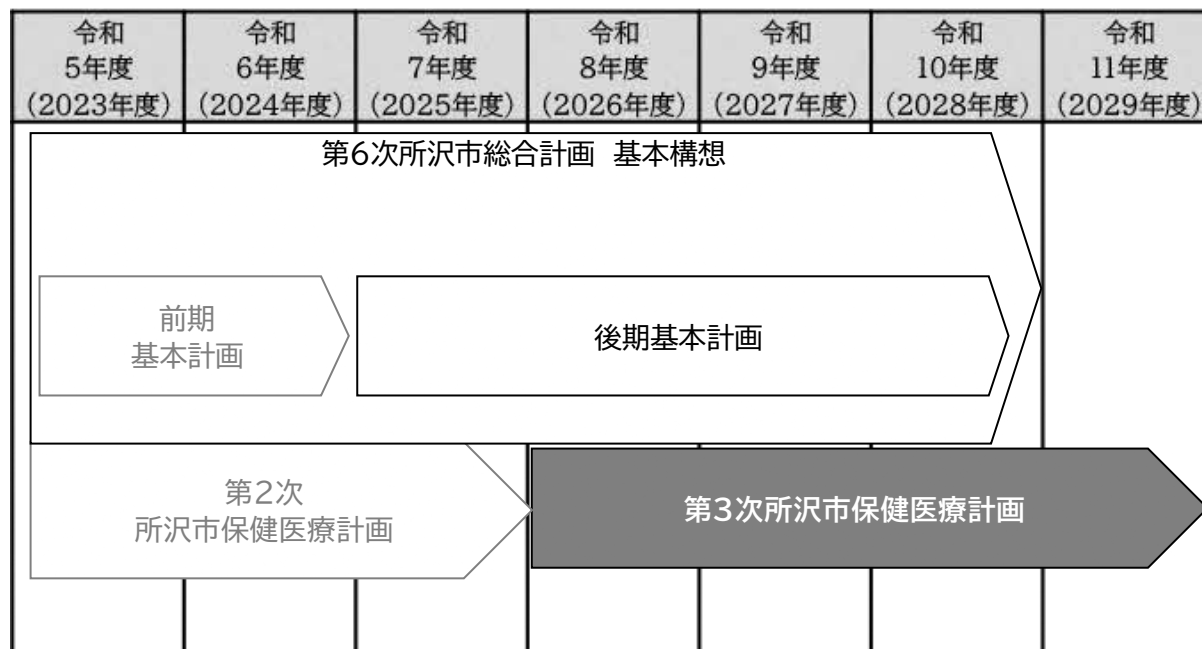 令和
5年度
(2023年度)
令和
6年度
(2024年度)
令和
7年度
(2025年度)
令和
8年度
(2026年度)
令和
9年度
(2027年度)
令和
10年度
(2028年度)
令和
11年度
(2029年度)
第6次所沢市総合計画 基本構想
前期
基本計画
後期基本計画
第2次
所沢市保健医療計画
第3次所沢市保健医療計画